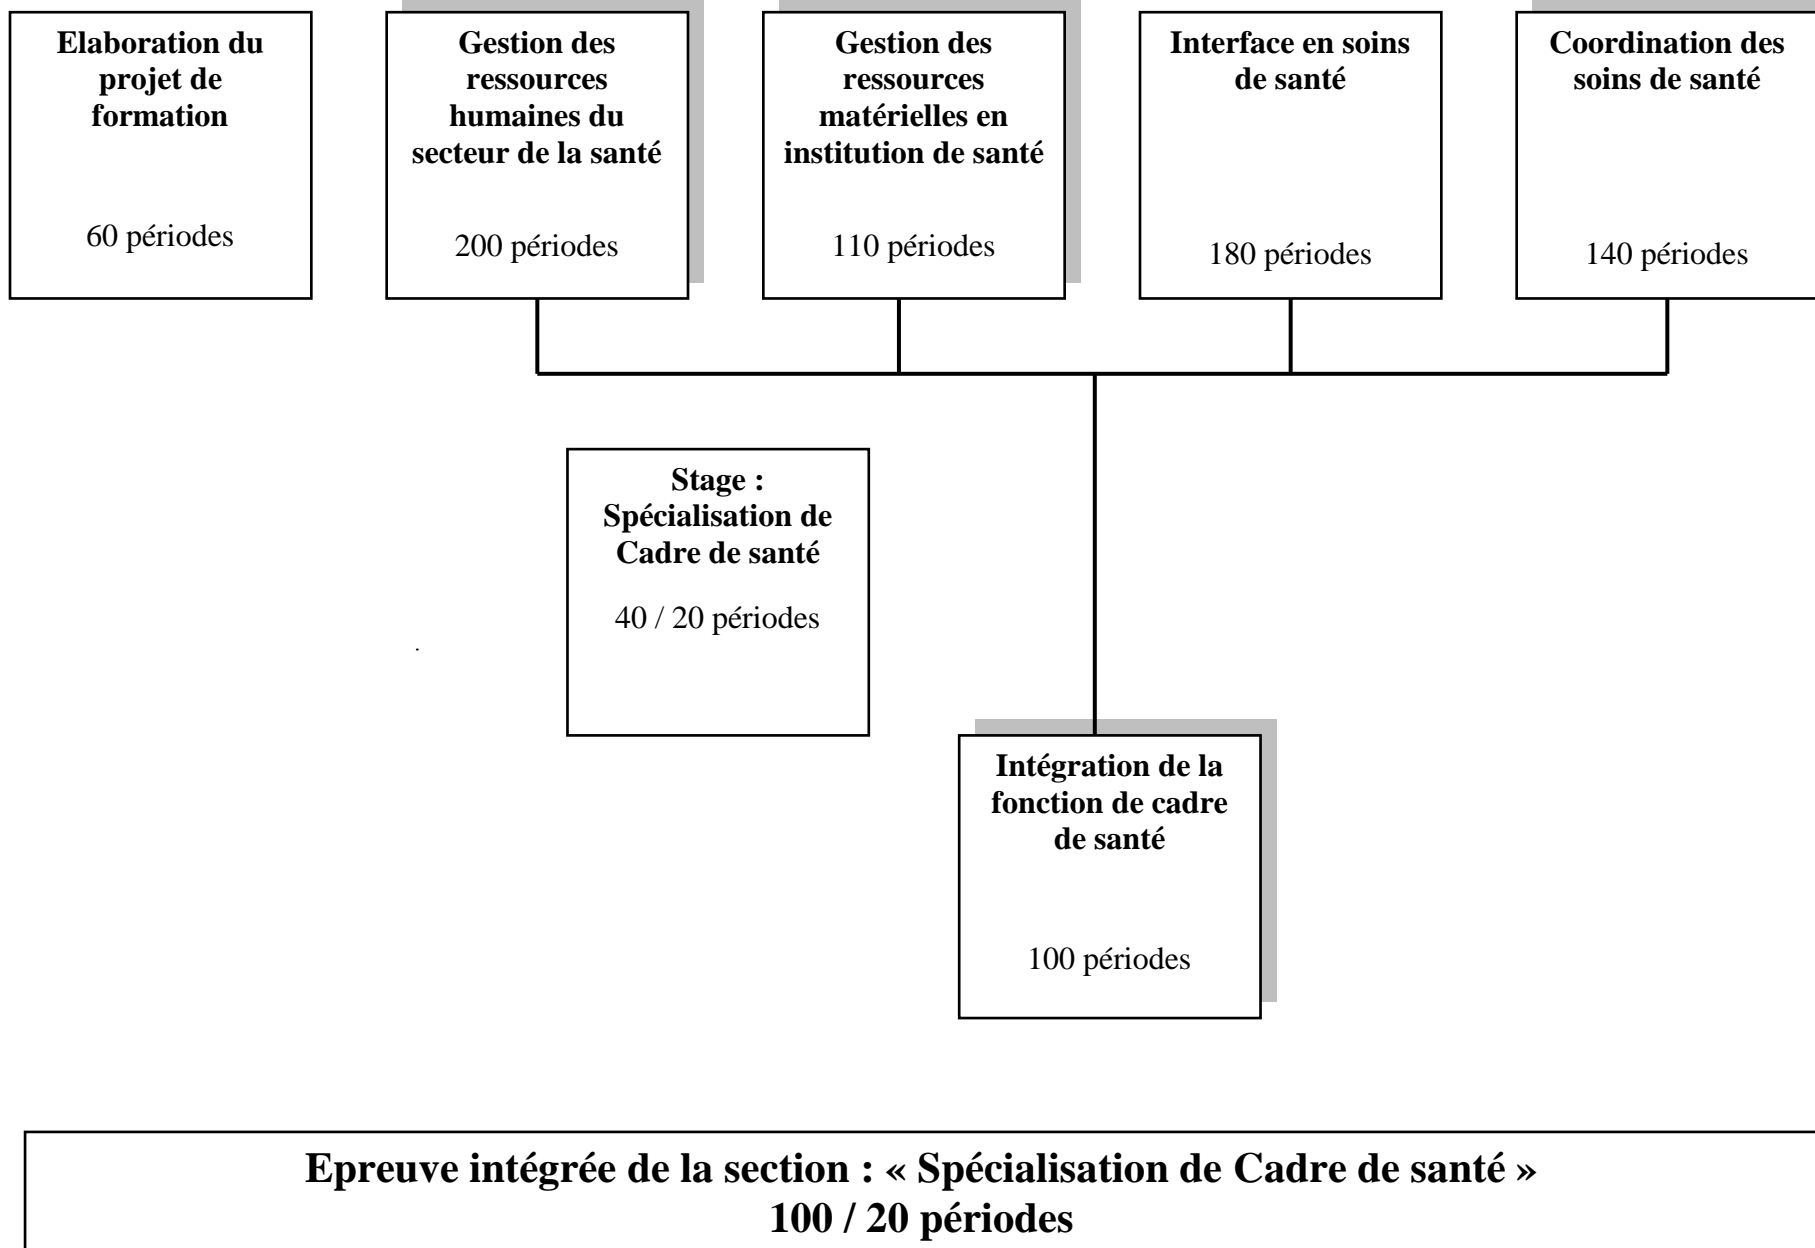 Elaboration du
projet de
formation
60 périodes
Gestion des
ressources
humaines du
secteur de la santé
200 périodes
Gestion des
ressources
matérielles en
institution de santé
110 périodes
Interface en soins
de santé
180 périodes
Coordination des
soins de santé
140 périodes
Stage :
Spécialisation de
Cadre de santé
40 / 20 périodes
.
Intégration de la
fonction de cadre
de santé
100 périodes
Epreuve intégrée de la section : « Spécialisation de Cadre de santé »
100 / 20 périodes